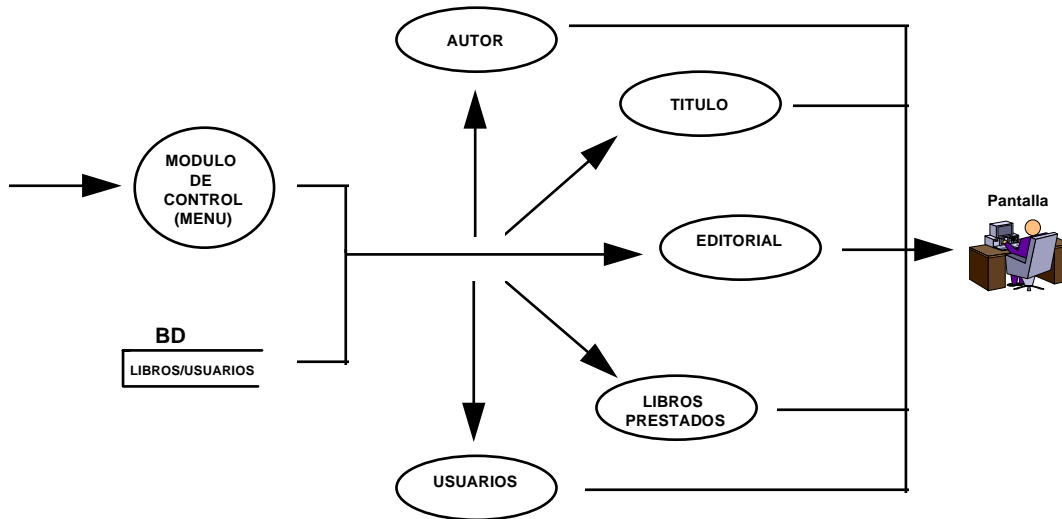 AUTOR
TITULO
MODULO
DE
CONTROL
(MENU)
Pantalla
EDITORIAL
BD
LIBROS/USUARIOS
LIBROS
PRESTADOS
USUARIOS